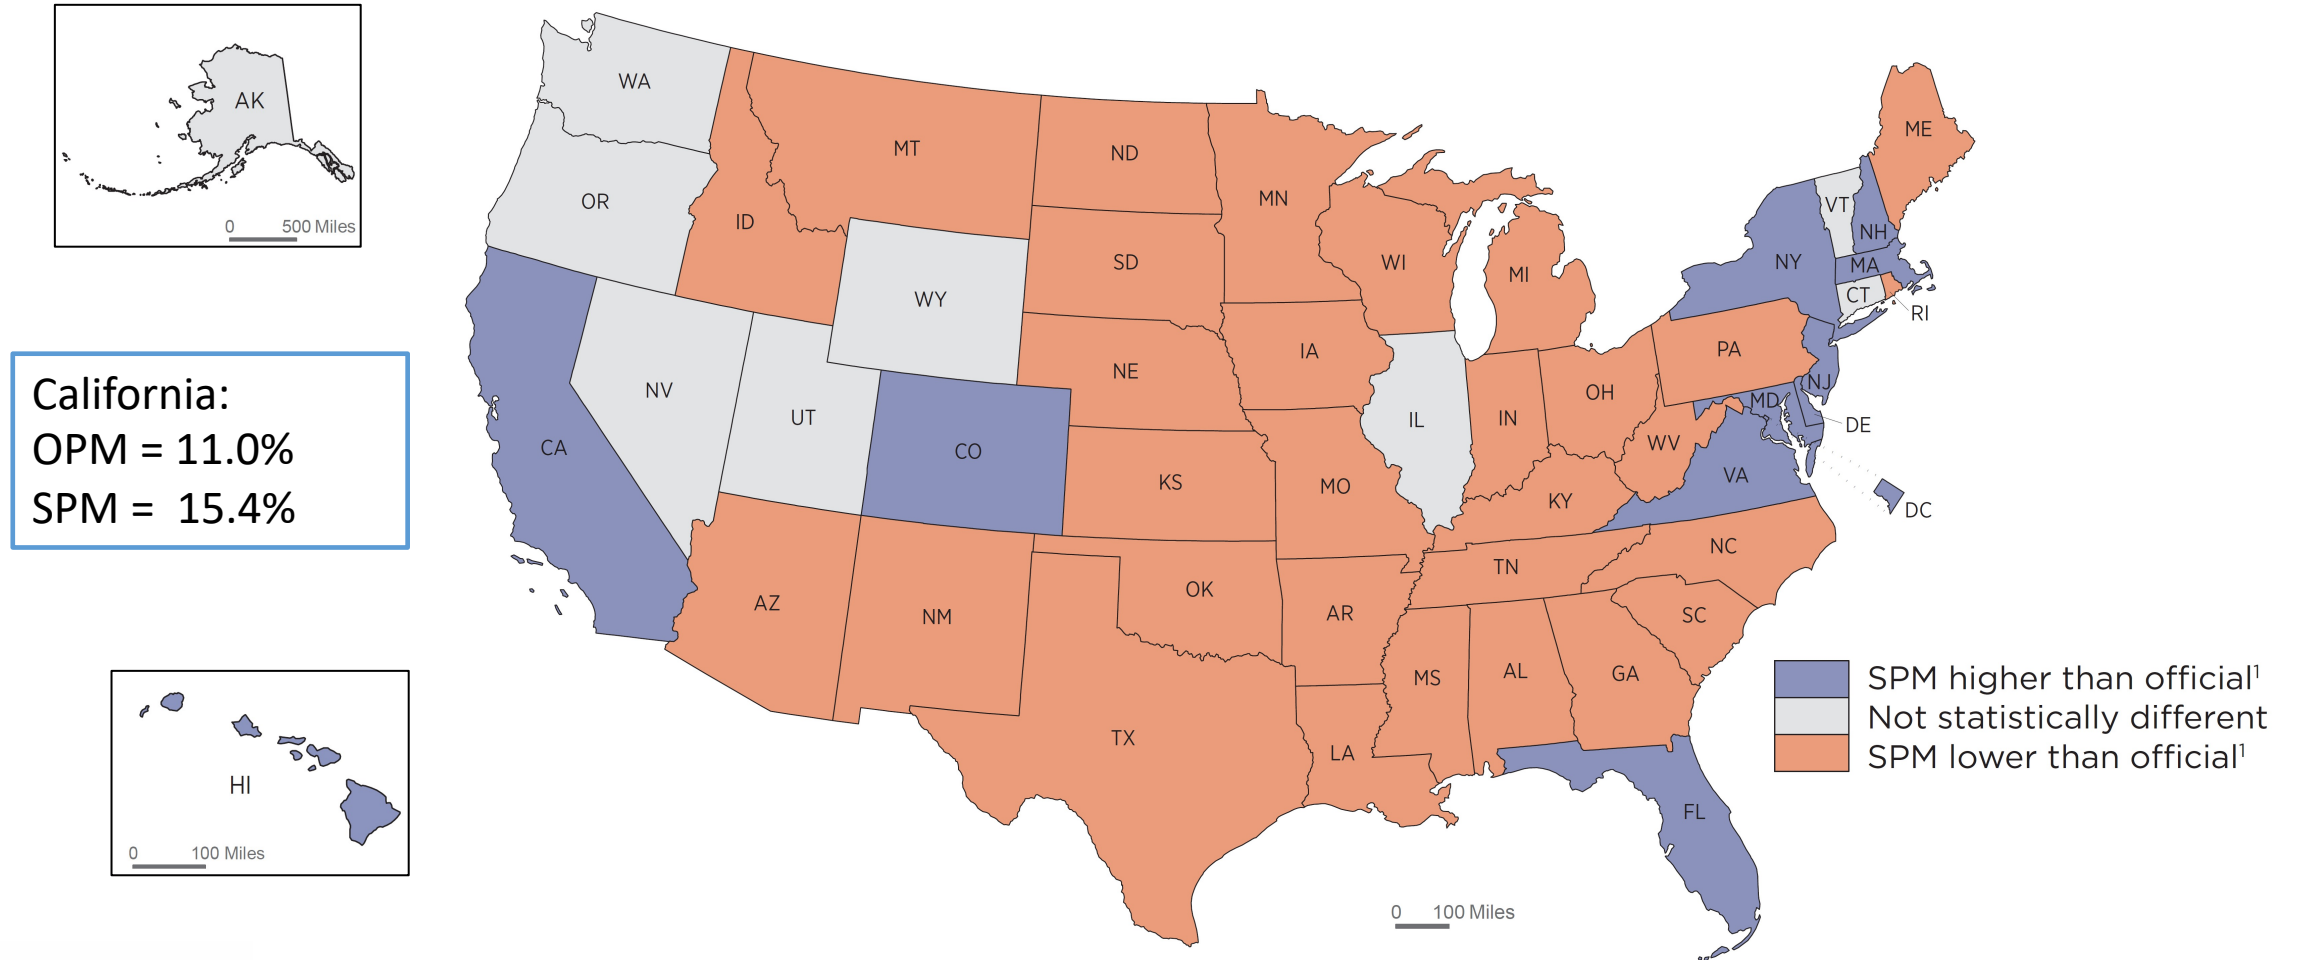 AK
0 500 Miles
California:
OPM = 11.0%
SPM = 15.4%
HI
0 100 Miles
WA
OR
ID
MT
ND
MN
SD
WY
WI
MI
ME
VT
NH
NY
MA
CT
RI
PA
NJ
NE
IA
NV
UT
CO
CA
KS
MO
IL
IN
OH
WV
MD
DE
VA
DC
KY
NC
TN
SC
AZ
NM
OK
AR
TX
LA
MS
AL
GA
FL
SPM higher than official¹
Not statistically different
SPM lower than official¹
0 100 Miles